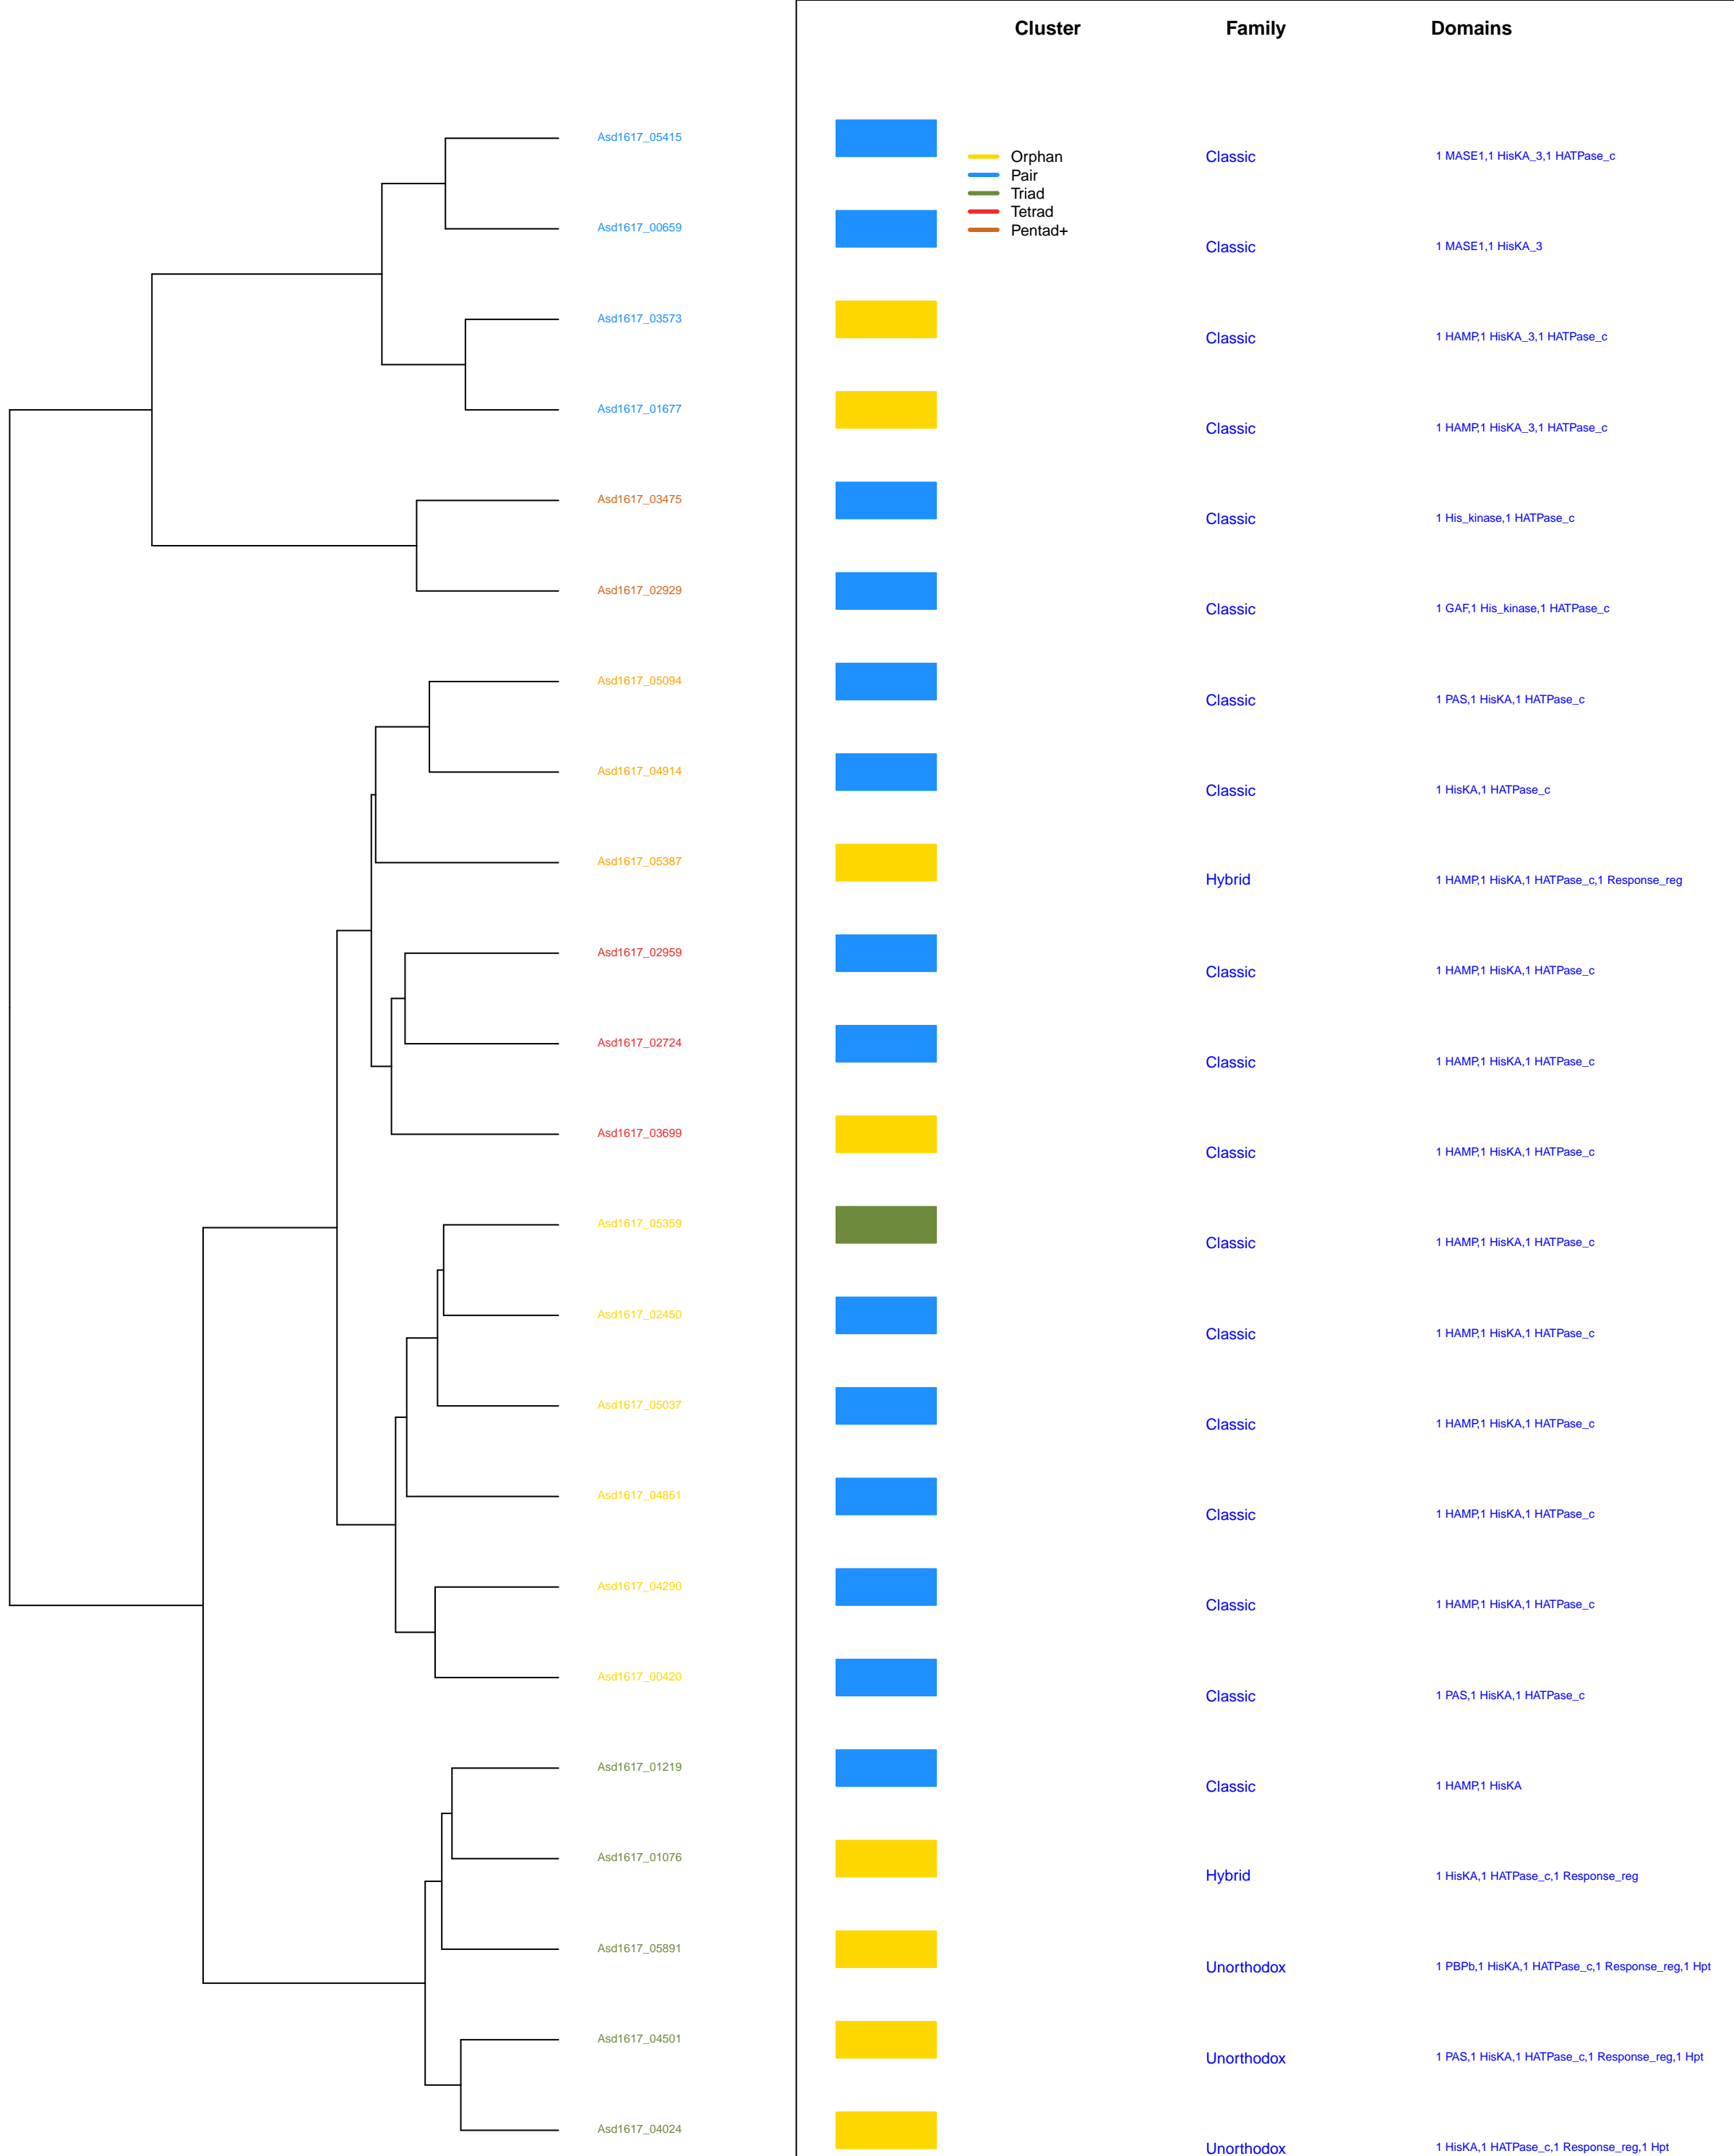 Cluster Family Domains
Asd1617_05415 Classic 1 MASE1,1 HisKA_3,1 HATPase_c
Orphan
Pair
Triad
Tetrad
Pentad+
Asd1617_00659 Classic 1 MASE1,1 HisKA_3
Asd1617_03573 Classic 1 HAMP,1 HisKA_3,1 HATPase_c
Asd1617_01677 Classic 1 HAMP,1 HisKA_3,1 HATPase_c
Asd1617_03475 Classic 1 His_kinase,1 HATPase_c
Asd1617_02929 Classic 1 GAF,1 His_kinase,1 HATPase_c
Asd1617_05094 Classic 1 PAS,1 HisKA,1 HATPase_c
Asd1617_04914 Classic 1 HisKA,1 HATPase_c
Asd1617_05387 Hybrid 1 HAMP,1 HisKA,1 HATPase_c,1 Response_reg
Asd1617_02959 Classic 1 HAMP,1 HisKA,1 HATPase_c
Asd1617_02724 Classic 1 HAMP,1 HisKA,1 HATPase_c
Asd1617_03699 Classic 1 HAMP,1 HisKA,1 HATPase_c
Asd1617_05359 Classic 1 HAMP,1 HisKA,1 HATPase_c
Asd1617_02450 Classic 1 HAMP,1 HisKA,1 HATPase_c
Asd1617_05037 Classic 1 HAMP,1 HisKA,1 HATPase_c
Asd1617_04851 Classic 1 HAMP,1 HisKA,1 HATPase_c
Asd1617_04290 Classic 1 HAMP,1 HisKA,1 HATPase_c
Asd1617_00420 Classic 1 PAS,1 HisKA,1 HATPase_c
Asd1617_01219 Classic 1 HAMP,1 HisKA
Asd1617_01076 Hybrid 1 HisKA,1 HATPase_c,1 Response_reg
Asd1617_05891 Unorthodox 1 PBPb,1 HisKA,1 HATPase_c,1 Response_reg,1 Hpt
Asd1617_04501 Unorthodox 1 PAS,1 HisKA,1 HATPase_c,1 Response_reg,1 Hpt
Asd1617_04024 Unorthodox 1 HisKA,1 HATPase_c,1 Response_reg,1 Hpt